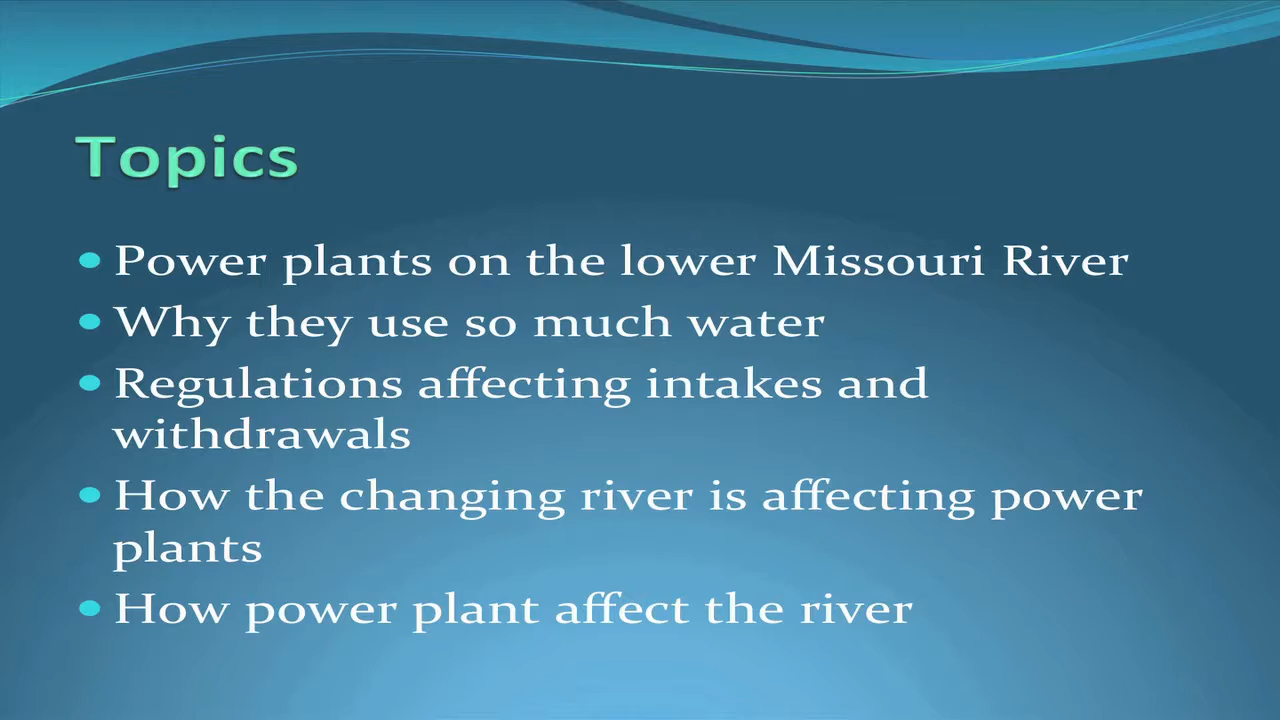 Topics
• Power plants on the lower Missouri River
• Why they use so much water
• Regulations affecting intakes and
withdrawals
• How the changing river is affecting power
plants
• How power plant affect the river